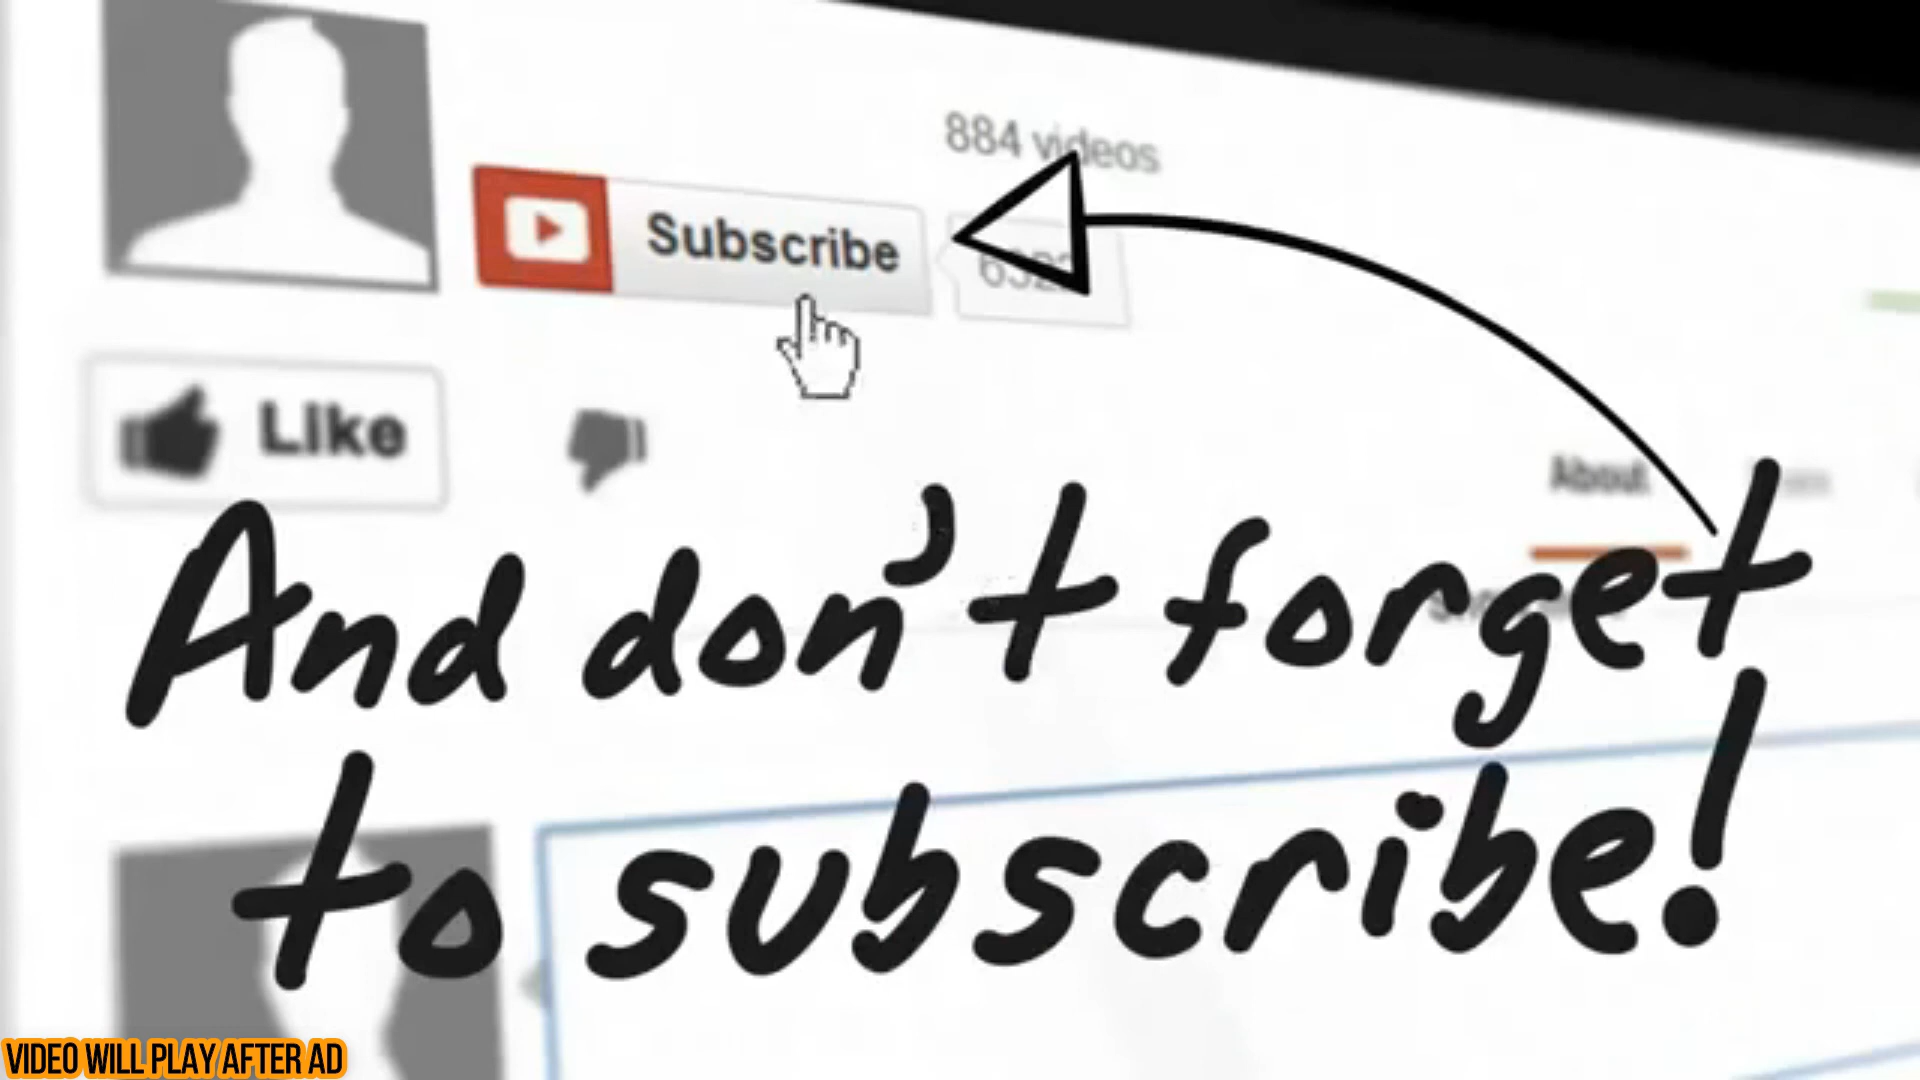 884 videos
Subscribe
Like
About
And don't forget
to subscribe!
VIDEO WILL PLAY AFTER AD